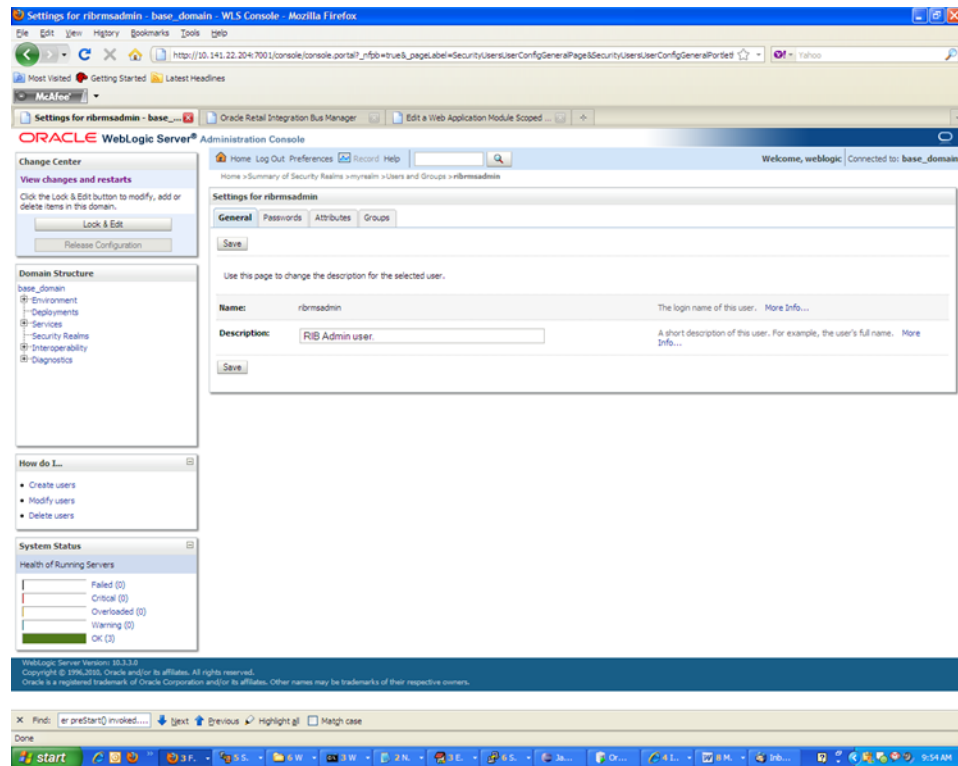 Settings for ribrmsadmin - base_domain - WLS Console - Mozilla Firefox
File Edit View History Bookmarks Tools Help
http://10.141.22.204:7001/console/console.portal?_nfpb=true&_pageLabel=SecurityUsersUserConfigGeneralPage&SecurityUsersUserConfigGeneralPortlet
Yahoo
Most Visited Getting Started Latest Headlines
McAfee
Settings for ribrmsadmin - base_...
Oracle Retail Integration Bus Manager
Edit a Web Application Module Scoped ...
ORACLE WebLogic Server® Administration Console
Change Center
View changes and restarts
Click the Lock & Edit button to modify, add or delete items in this domain.
Lock & Edit
Release Configuration
Domain Structure
base_domain
Environment
Deployments
Services
Security Realms
Interoperability
Diagnostics
How do I...
Create users
Modify users
Delete users
System Status
Health of Running Servers
Failed (0)
Critical (0)
Overloaded (0)
Warning (0)
OK (3)
Home Log Out Preferences Record Help
Welcome, weblogic Connected to: base_domain
Home >Summary of Security Realms >myrealm >Users and Groups >ribrmsadmin
Settings for ribrmsadmin
General Passwords Attributes Groups
Save
Use this page to change the description for the selected user.
Name: ribrmsadmin The login name of this user. More Info...
Description: RIB Admin user. A short description of this user. For example, the user's full name. More Info...
Save
WebLogic Server Version: 10.3.3.0
Copyright © 1996,2010, Oracle and/or its affiliates. All rights reserved.
Oracle is a registered trademark of Oracle Corporation and/or its affiliates. Other names may be trademarks of their respective owners.
Find: er preStart() invoked.... Next Previous Highlight all Match case
Done
start 3 F... 5 S... 6 W... 3 W... 2 N... 3 E... 6 S... Ja... Or... 4 L... 8 M... Inb... 9:54 AM